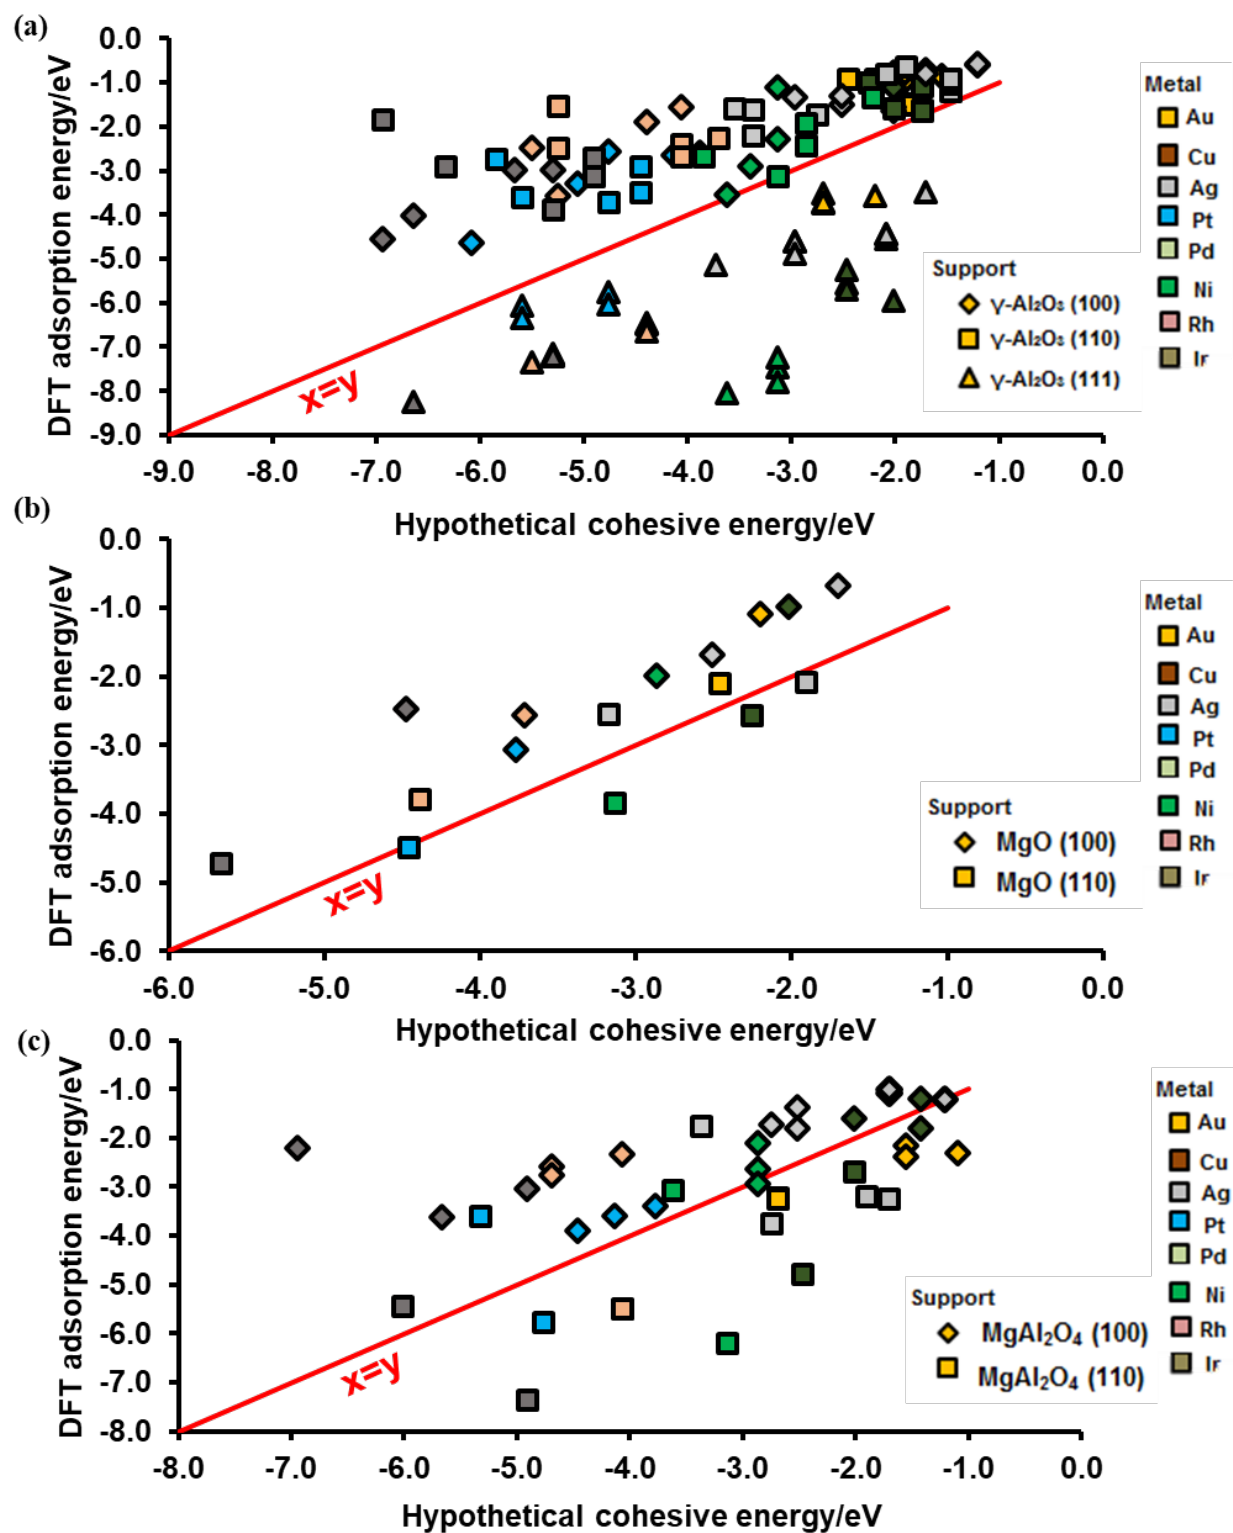 (a)
0.0
-1.0
-2.0
-3.0
-4.0
-5.0
-6.0
-7.0
-8.0
-9.0
DFT adsorption energy/eV
x=y
-9.0 -8.0 -7.0 -6.0 -5.0 -4.0 -3.0 -2.0 -1.0 0.0
Hypothetical cohesive energy/eV
Support
γ-Al₂O₃ (100)
γ-Al₂O₃ (110)
γ-Al₂O₃ (111)
Metal
Au
Cu
Ag
Pt
Pd
Ni
Rh
Ir
(b)
0.0
-1.0
-2.0
-3.0
-4.0
-5.0
-6.0
DFT adsorption energy/eV
x=y
-6.0 -5.0 -4.0 -3.0 -2.0 -1.0 0.0
Hypothetical cohesive energy/eV
Support
MgO (100)
MgO (110)
Metal
Au
Cu
Ag
Pt
Pd
Ni
Rh
Ir
(c)
0.0
-1.0
-2.0
-3.0
-4.0
-5.0
-6.0
-7.0
-8.0
DFT adsorption energy/eV
x=y
-8.0 -7.0 -6.0 -5.0 -4.0 -3.0 -2.0 -1.0 0.0
Hypothetical cohesive energy/eV
Support
MgAl₂O₄ (100)
MgAl₂O₄ (110)
Metal
Au
Cu
Ag
Pt
Pd
Ni
Rh
Ir